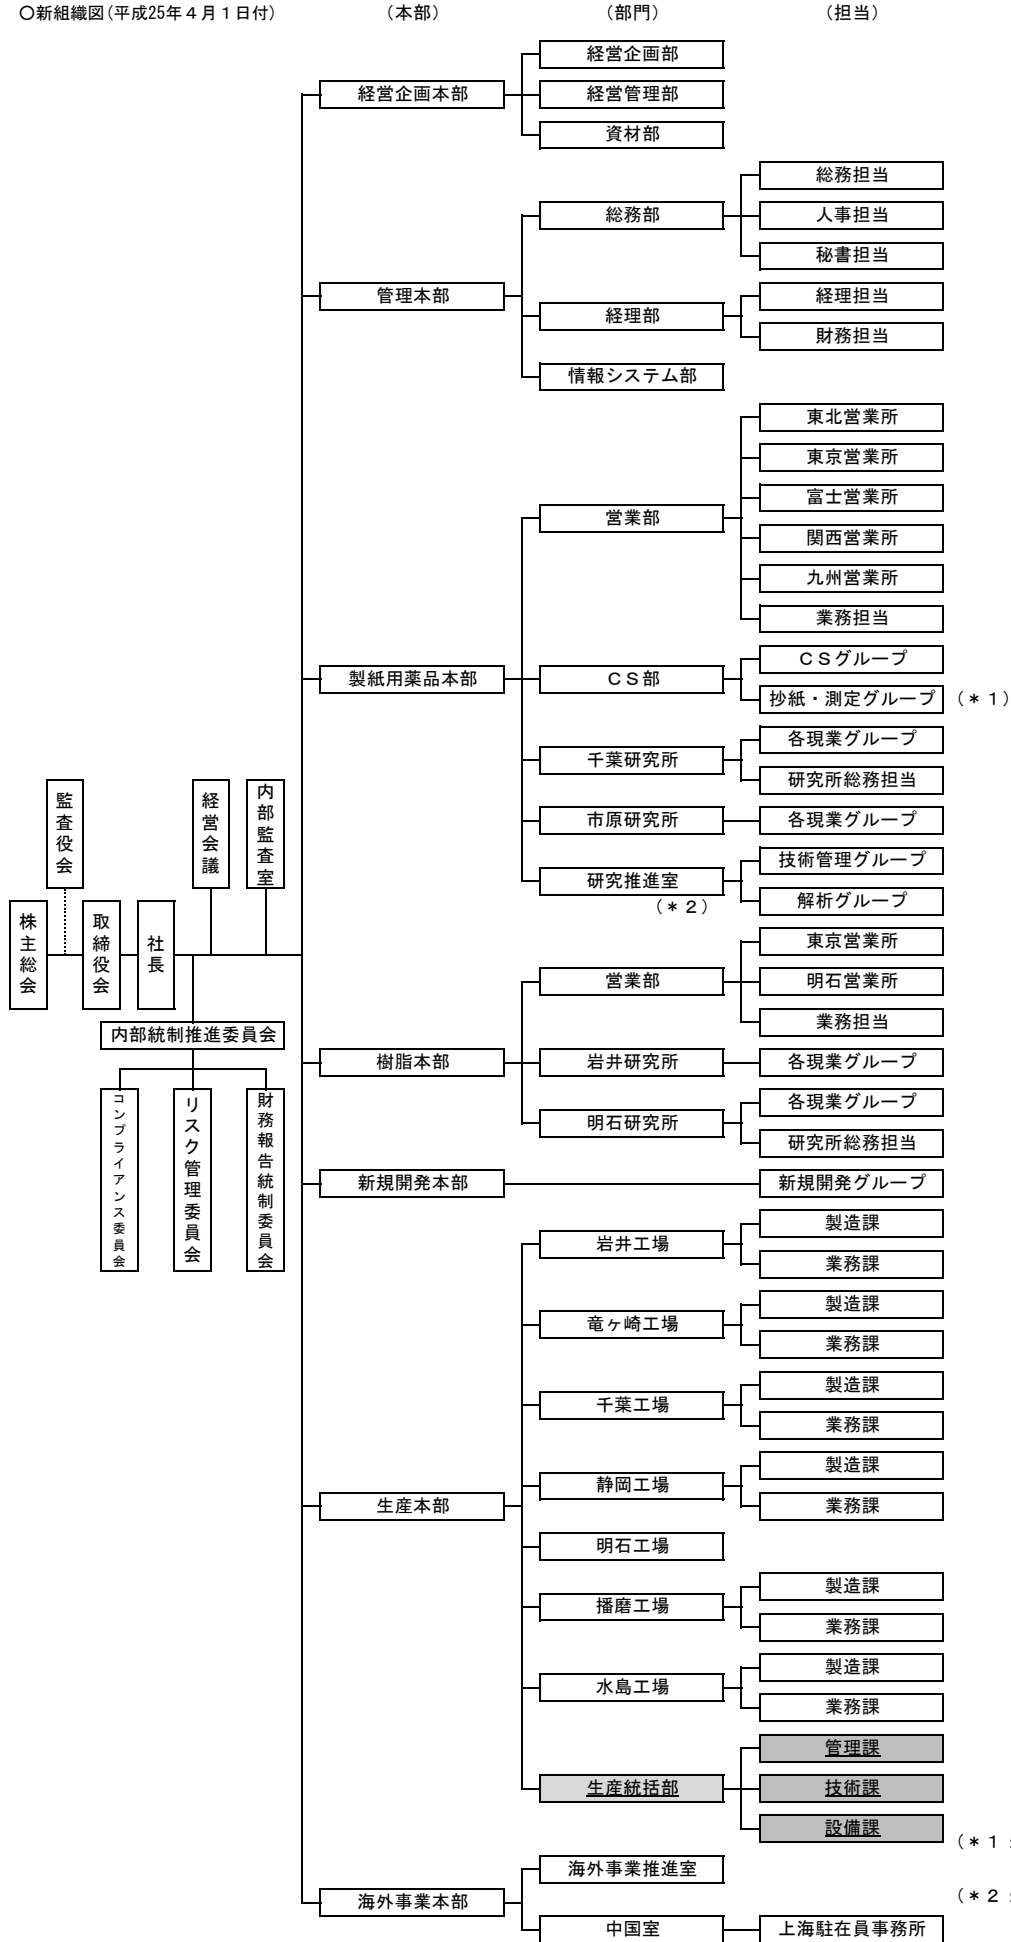 ○新組織図(平成25年４月１日付)
（本部）
（部門）
（担当）
経営企画本部
経営企画部
経営管理部
資材部
管理本部
総務部
総務担当
人事担当
秘書担当
経理部
経理担当
財務担当
情報システム部
製紙用薬品本部
営業部
東北営業所
東京営業所
富士営業所
関西営業所
九州営業所
業務担当
ＣＳ部
ＣＳグループ
抄紙・測定グループ
（＊１）
千葉研究所
各現業グループ
研究所総務担当
市原研究所
各現業グループ
研究推進室
（＊２）
技術管理グループ
解析グループ
株主総会
監査役会
取締役会
社長
経営会議
内部監査室
内部統制推進委員会
コンプライアンス委員会
リスク管理委員会
財務報告統制委員会
樹脂本部
営業部
東京営業所
明石営業所
業務担当
岩井研究所
各現業グループ
明石研究所
各現業グループ
研究所総務担当
新規開発本部
新規開発グループ
生産本部
岩井工場
製造課
業務課
竜ヶ崎工場
製造課
業務課
千葉工場
製造課
業務課
静岡工場
製造課
業務課
明石工場
播磨工場
製造課
業務課
水島工場
製造課
業務課
生産統括部
管理課
技術課
設備課
（＊１：
（＊２：
海外事業本部
海外事業推進室
中国室
上海駐在員事務所